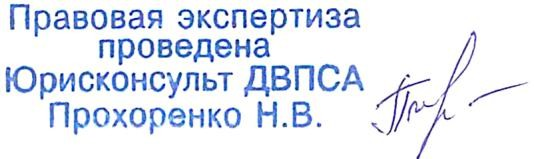 Правовая экспертиза
проведена
Юрисконсульт ДВПСА
Прохоренко Н.В.